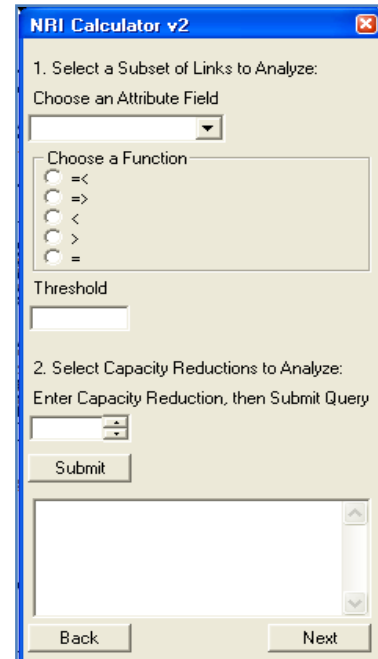 NRI Calculator v2
1. Select a Subset of Links to Analyze:
Choose an Attribute Field
Choose a Function
=<
=>
<
>
=
Threshold
2. Select Capacity Reductions to Analyze:
Enter Capacity Reduction, then Submit Query
Submit
Back Next